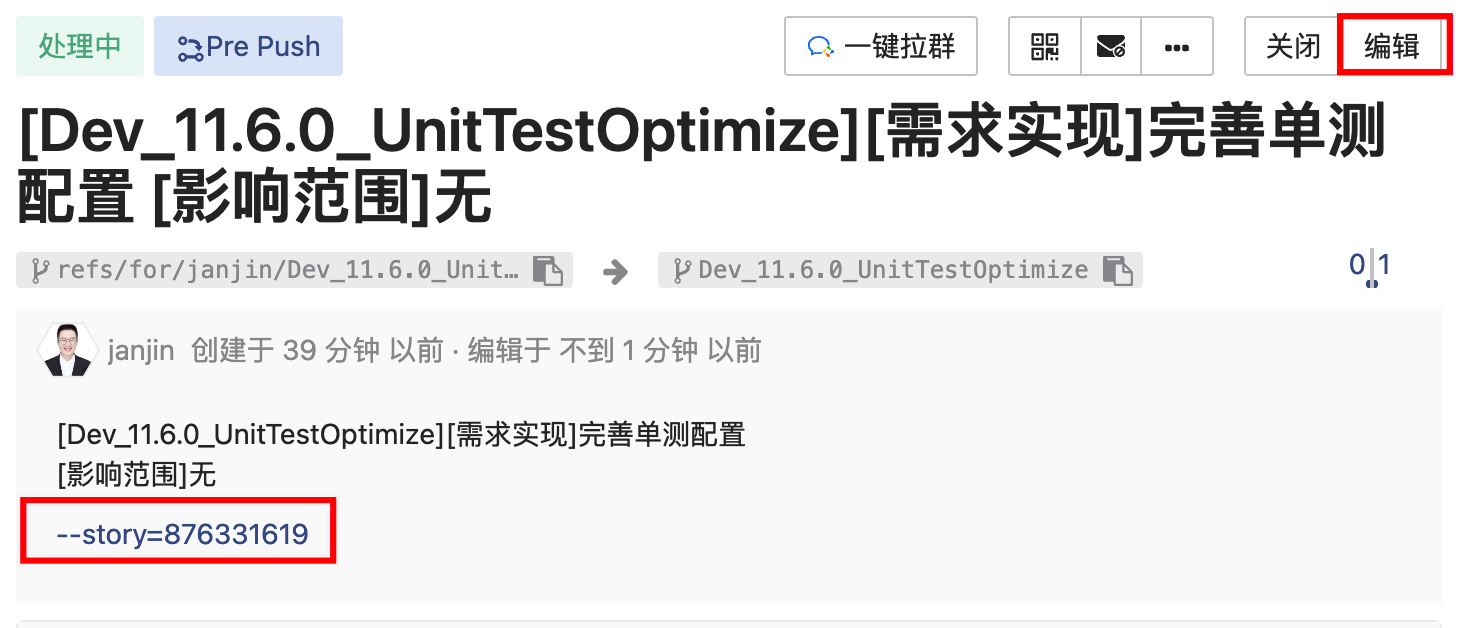 处理中
Pre Push
一键拉群
关闭
编辑
[Dev_11.6.0_UnitTestOptimize][需求实现]完善单测
配置 [影响范围]无
refs/for/janjin/Dev_11.6.0_Unit…
Dev_11.6.0_UnitTestOptimize
0 1
janjin 创建于 39 分钟 以前 · 编辑于 不到 1 分钟 以前
[Dev_11.6.0_UnitTestOptimize][需求实现]完善单测配置
[影响范围]无
--story=876331619